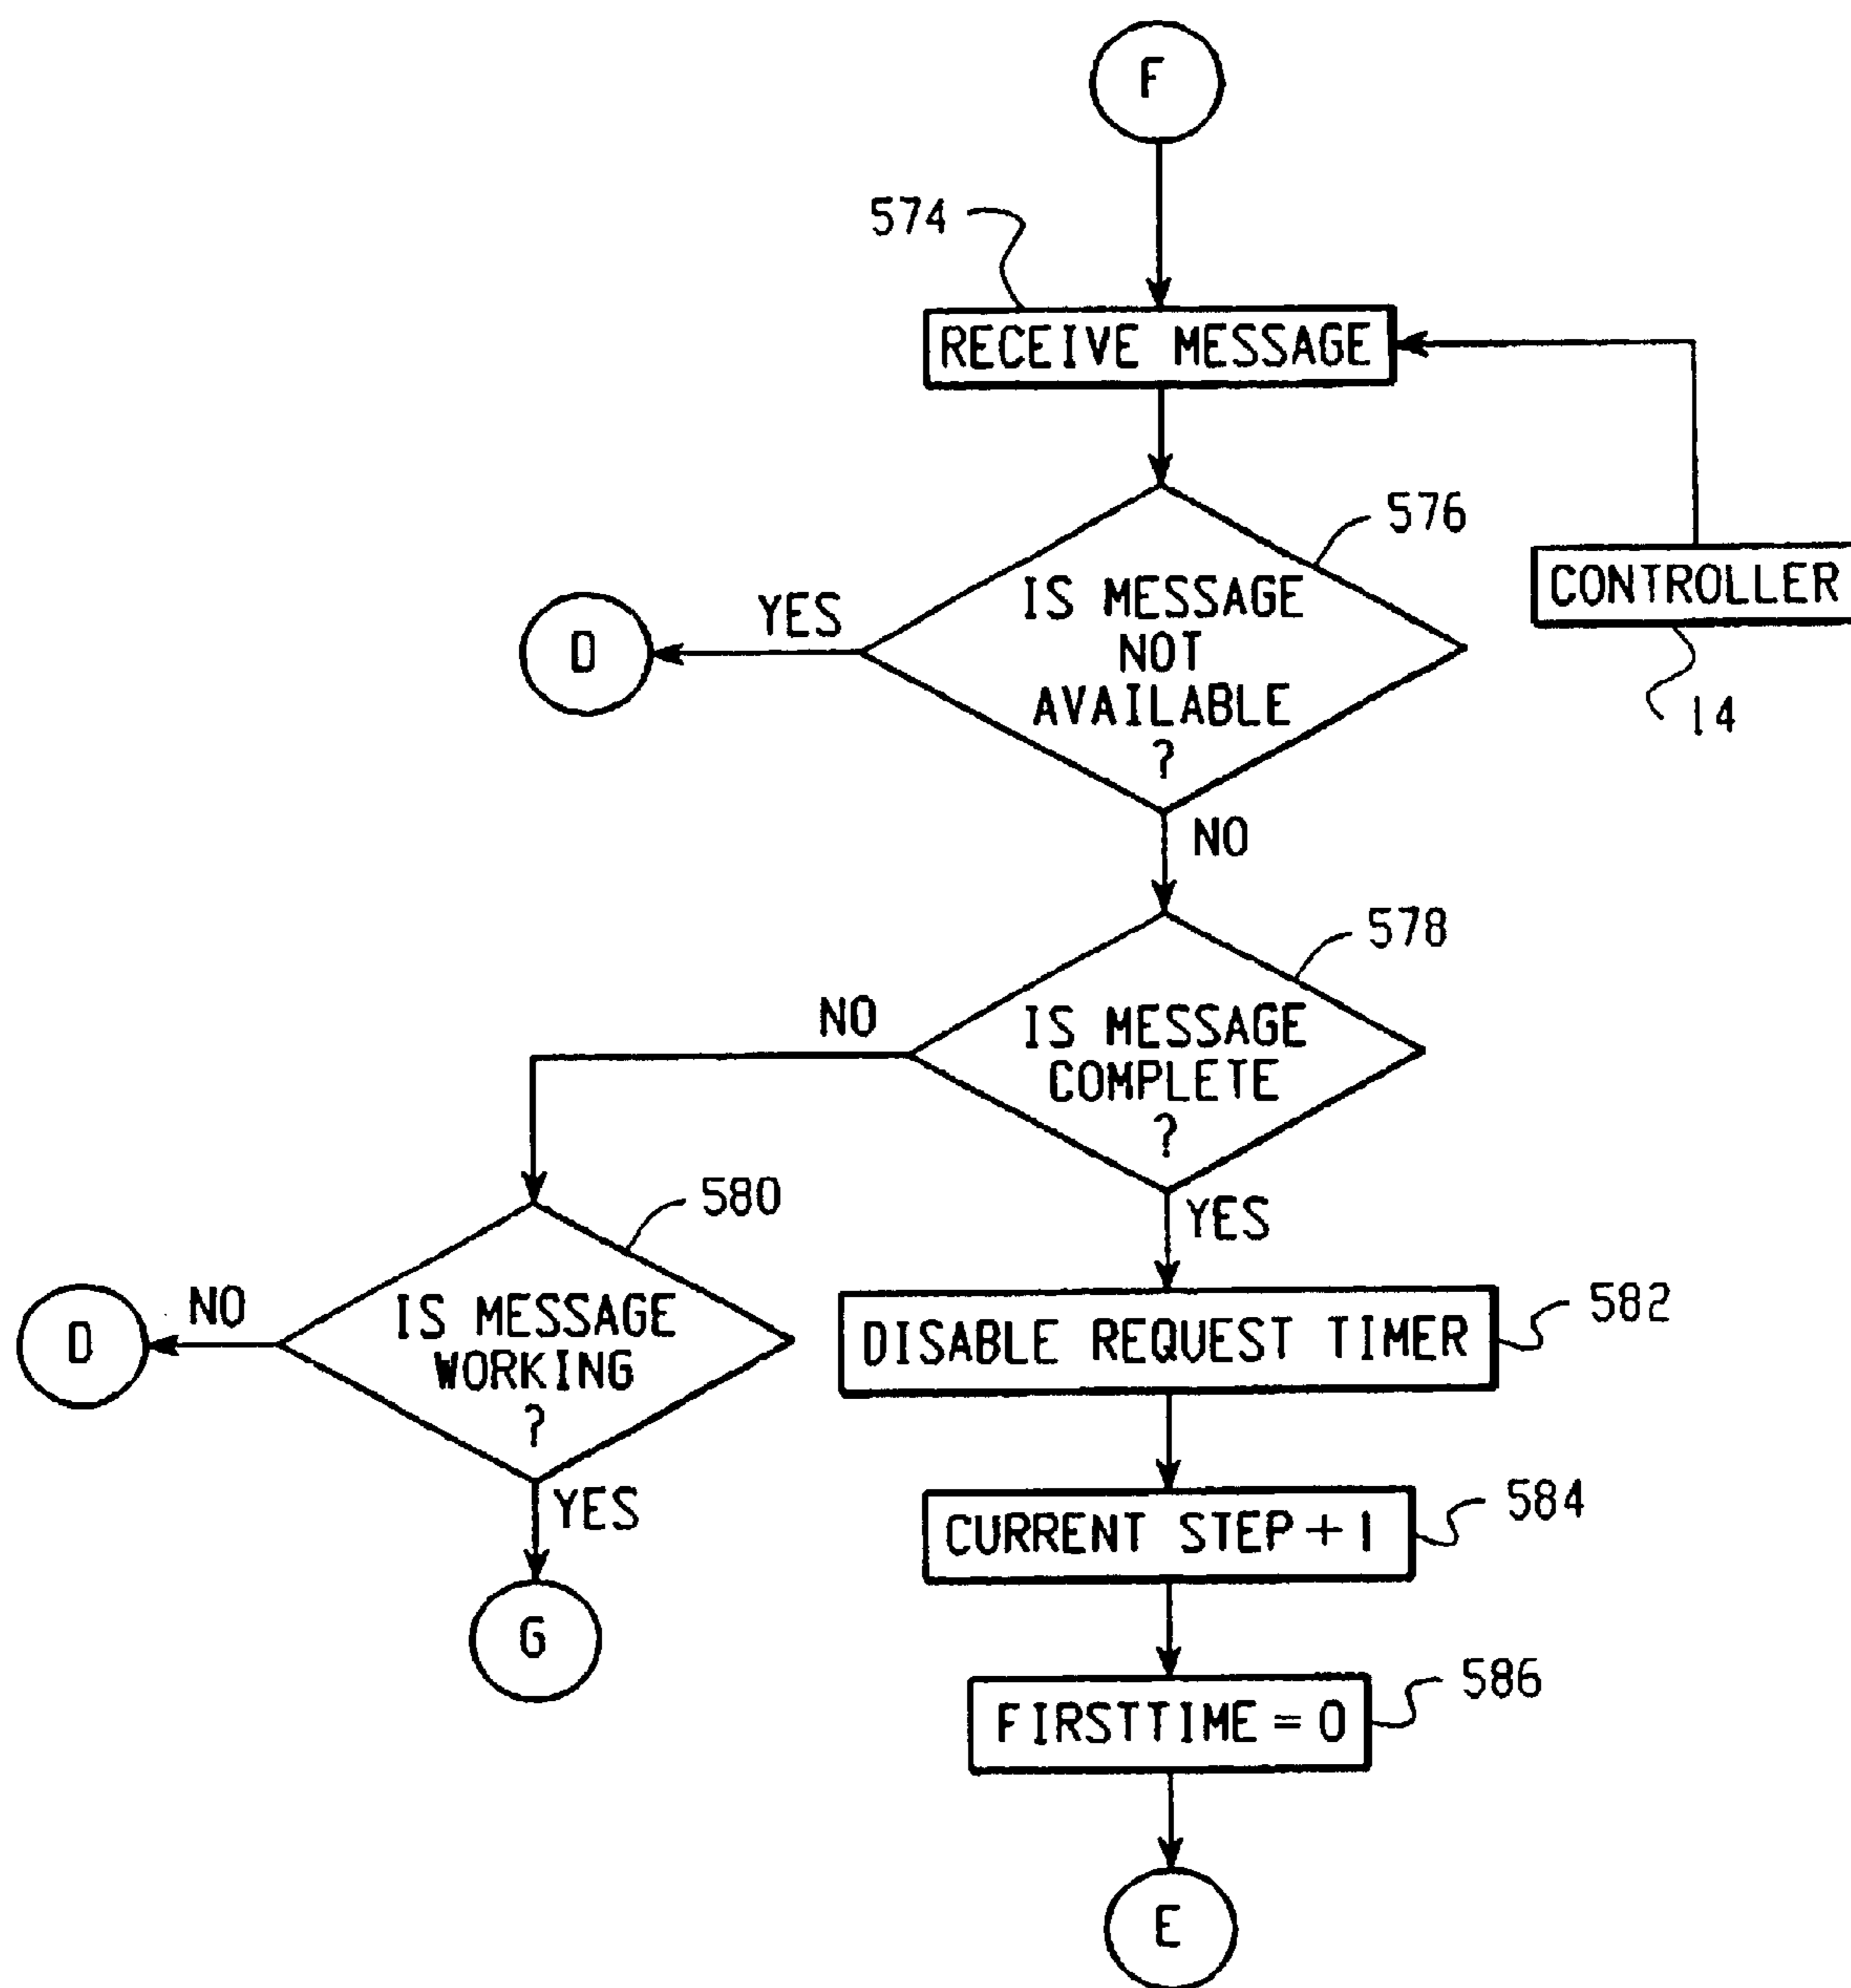 F
574
RECEIVE MESSAGE
576
IS MESSAGE
NOT
AVAILABLE
?
YES
D
CONTROLLER
14
NO
578
IS MESSAGE
COMPLETE
?
NO
580
YES
IS MESSAGE
WORKING
?
NO
D
DISABLE REQUEST TIMER
582
YES
G
CURRENT STEP + 1
584
FIRSTTIME = 0
586
E